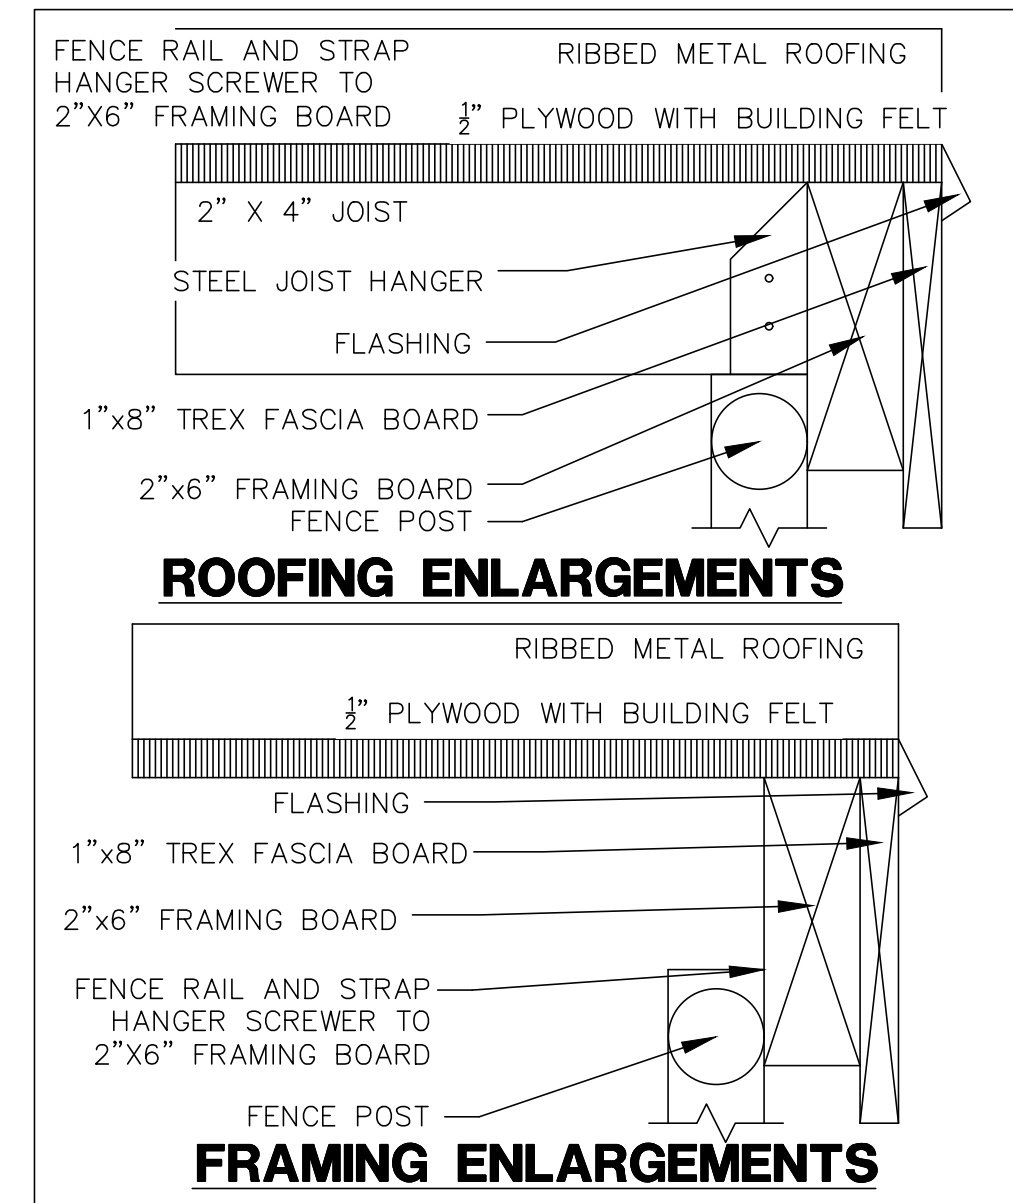 FENCE RAIL AND STRAP
HANGER SCREWER TO
2”X6” FRAMING BOARD
RIBBED METAL ROOFING
½” PLYWOOD WITH BUILDING FELT
2” X 4” JOIST
STEEL JOIST HANGER
FLASHING
1”x8” TREX FASCIA BOARD
2”x6” FRAMING BOARD
FENCE POST
ROOFING ENLARGEMENTS
RIBBED METAL ROOFING
½” PLYWOOD WITH BUILDING FELT
FLASHING
1”x8” TREX FASCIA BOARD
2”x6” FRAMING BOARD
FENCE RAIL AND STRAP
HANGER SCREWER TO
2”X6” FRAMING BOARD
FENCE POST
FRAMING ENLARGEMENTS